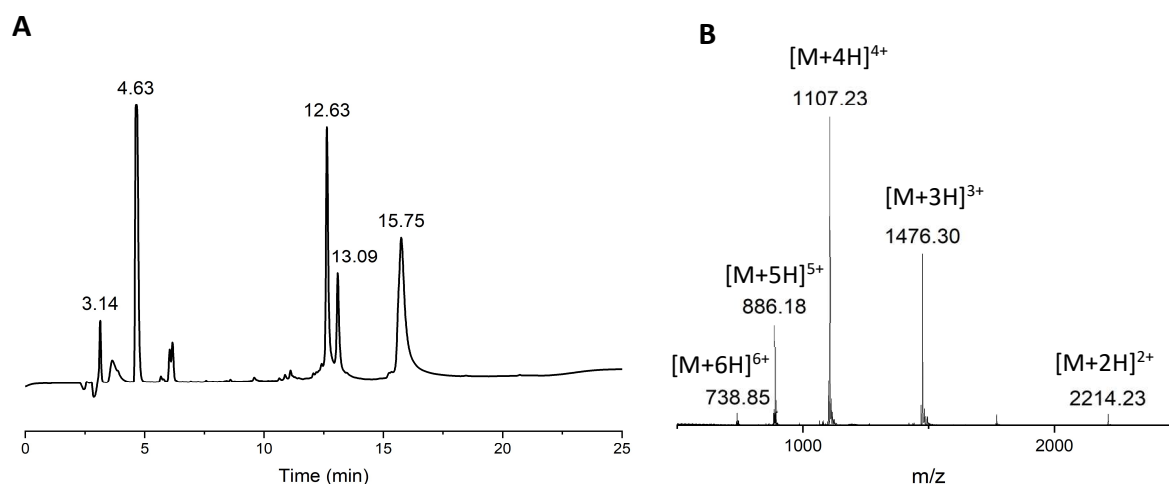 A
4.63
12.63
15.75
13.09
3.14
0 5 10 15 20 25
Time (min)
B
[M+4H]4+
1107.23
[M+3H]3+
1476.30
[M+5H]5+
886.18
[M+6H]6+
738.85
[M+2H]2+
2214.23
1000 2000
m/z